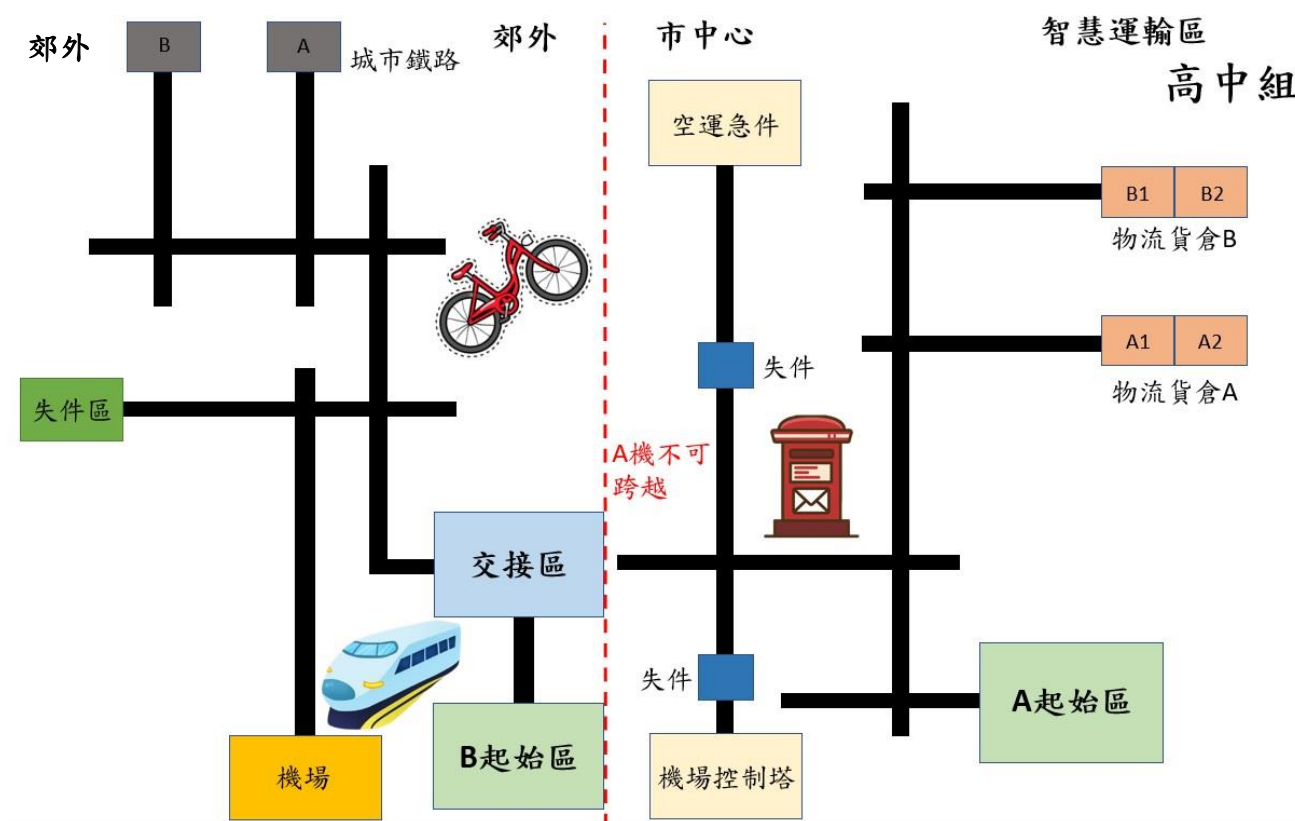 郊外
B
A
城市鐵路
郊外
市中心
智慧運輸區
高中組
空運急件
B1
B2
物流貨倉B
失件
A1
A2
物流貨倉A
失件區
A機不可
跨越
交接區
失件
A起始區
機場
B起始區
機場控制塔